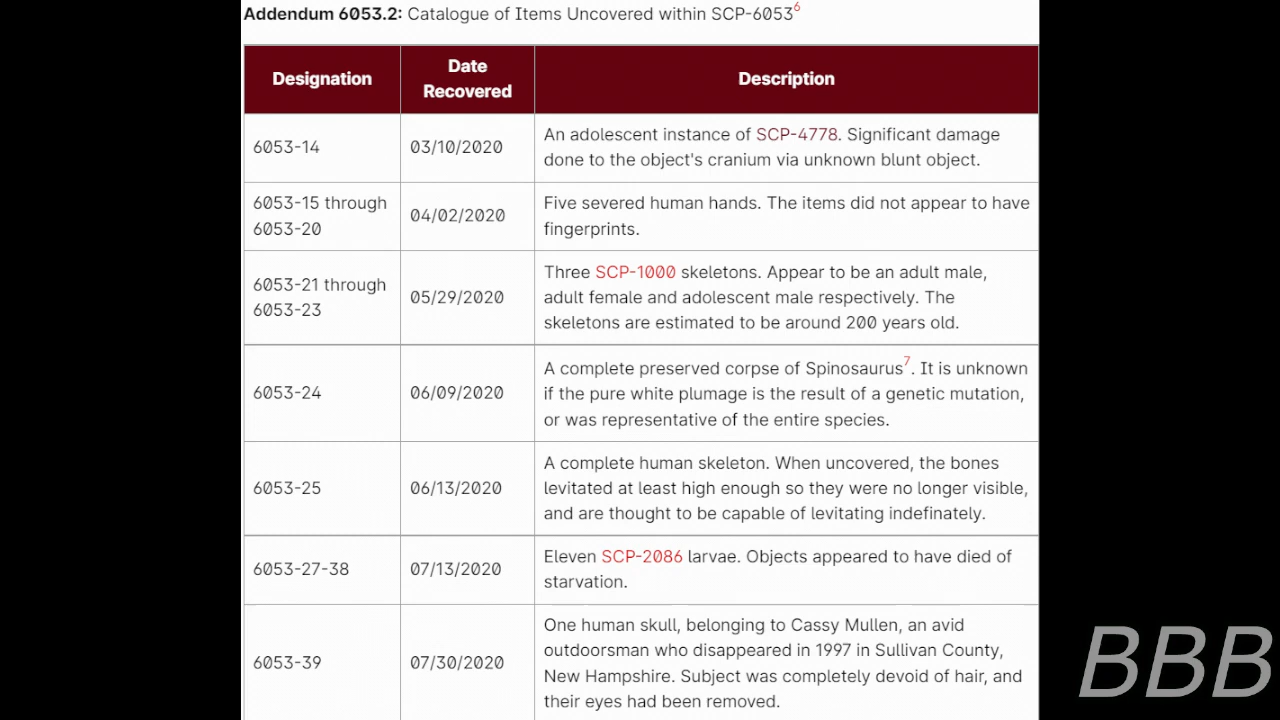 Addendum 6053.2: Catalogue of Items Uncovered within SCP-6053⁶
Designation
Date
Recovered
Description
6053-14
03/10/2020
An adolescent instance of SCP-4778. Significant damage
done to the object's cranium via unknown blunt object.
6053-15 through
6053-20
04/02/2020
Five severed human hands. The items did not appear to have
fingerprints.
6053-21 through
6053-23
05/29/2020
Three SCP-1000 skeletons. Appear to be an adult male,
adult female and adolescent male respectively. The
skeletons are estimated to be around 200 years old.
6053-24
06/09/2020
A complete preserved corpse of Spinosaurus⁷. It is unknown
if the pure white plumage is the result of a genetic mutation,
or was representative of the entire species.
6053-25
06/13/2020
A complete human skeleton. When uncovered, the bones
levitated at least high enough so they were no longer visible,
and are thought to be capable of levitating indefinately.
6053-27-38
07/13/2020
Eleven SCP-2086 larvae. Objects appeared to have died of
starvation.
6053-39
07/30/2020
One human skull, belonging to Cassy Mullen, an avid
outdoorsman who disappeared in 1997 in Sullivan County,
New Hampshire. Subject was completely devoid of hair, and
their eyes had been removed.
BBB